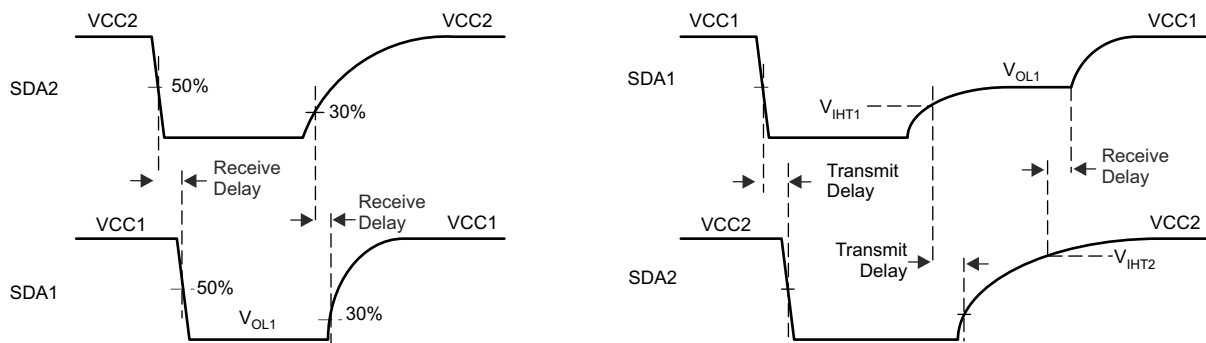 VCC2
VCC2
SDA2
50%
30%
Receive
Delay
Receive
Delay
VCC1
VCC1
SDA1
50%
VOL1
30%
VCC1
VCC1
SDA1
VOL1
VIHT1
Transmit
Delay
Receive
Delay
VCC2
VCC2
Transmit
Delay
VIHT2
SDA2